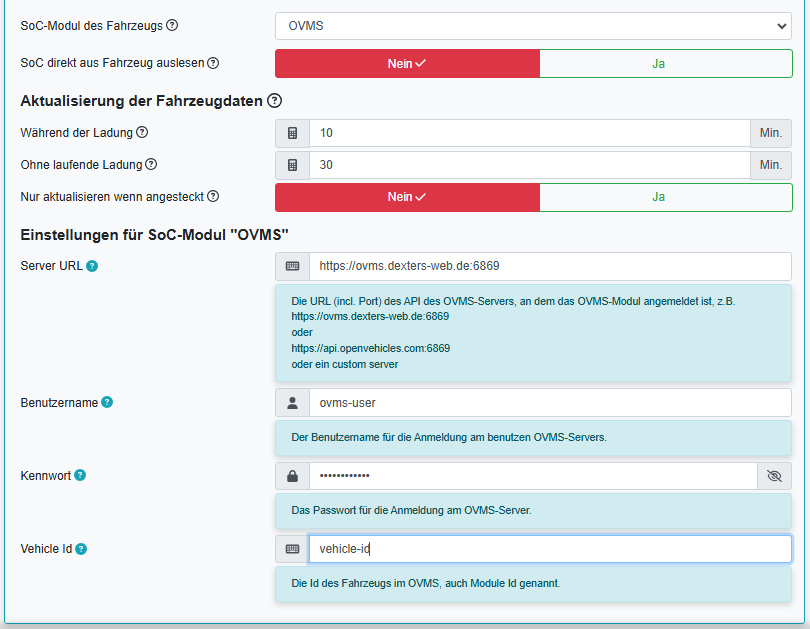 SoC-Modul des Fahrzeugs ?
OVMS
SoC direkt aus Fahrzeug auslesen ?
Nein ✓
Ja
Aktualisierung der Fahrzeugdaten ?
Während der Ladung ?
10
Min.
Ohne laufende Ladung ?
30
Min.
Nur aktualisieren wenn angesteckt ?
Nein ✓
Ja
Einstellungen für SoC-Modul "OVMS"
Server URL ?
https://ovms.dexters-web.de:6869
Die URL (incl. Port) des API des OVMS-Servers, an dem das OVMS-Modul angemeldet ist, z.B.
https://ovms.dexters-web.de:6869
oder
https://api.openvehicles.com:6869
oder ein custom server
Benutzername ?
ovms-user
Der Benutzername für die Anmeldung am benutzen OVMS-Servers.
Kennwort ?
••••••••••••
Das Passwort für die Anmeldung am OVMS-Server.
Vehicle Id ?
vehicle-id
Die Id des Fahrzeugs im OVMS, auch Module Id genannt.